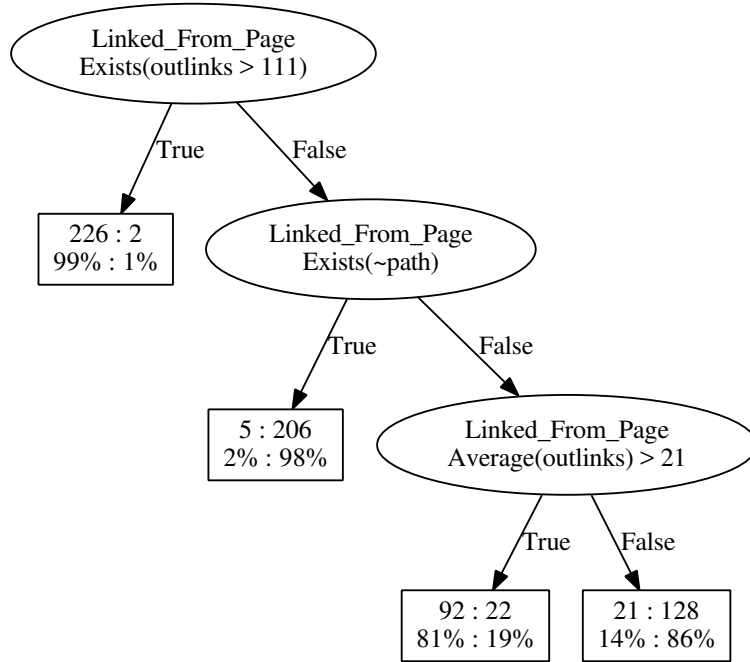 Linked_From_Page
Exists(outlinks > 111)
True
False
226 : 2
99% : 1%
Linked_From_Page
Exists(~path)
True
False
5 : 206
2% : 98%
Linked_From_Page
Average(outlinks) > 21
True
False
92 : 22
81% : 19%
21 : 128
14% : 86%